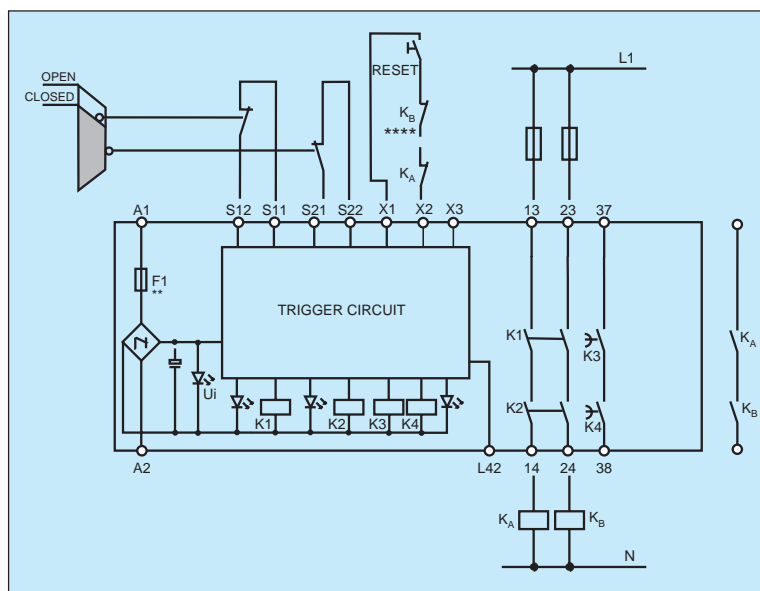 OPEN
CLOSED
RESET
L1
KB
****
KA
A1
S12 S11 S21 S22 X1 X2 X3 13 23 37
F1
**
TRIGGER CIRCUIT
Ui
K1 K3
KA
K1 K2 K3 K4
K2 K4
KB
A2 L42 14 24 38
KA KB
N